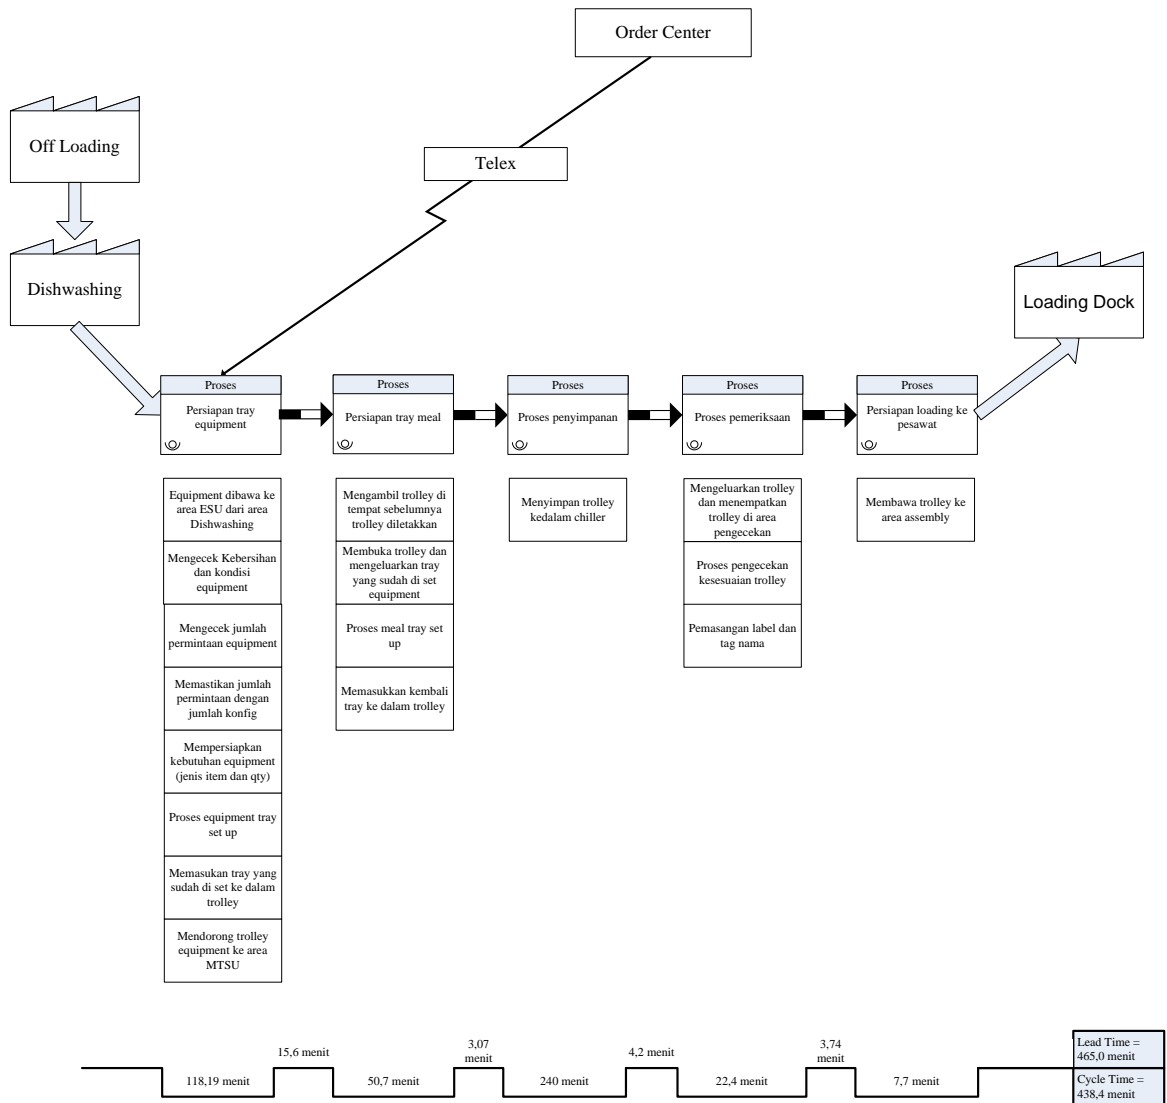 Order Center
Off Loading
Telex
Dishwashing
Loading Dock
Proses
Persiapan tray
equipment
Proses
Persiapan tray meal
Proses
Proses penyimpanan
Proses
Proses pemeriksaan
Proses
Persiapan loading ke
pesawat
Equipment dibawa ke
area ESU dari area
Dishwashing
Mengecek Kebersihan
dan kondisi
equipment
Mengecek jumlah
permintaan equipment
Memastikan jumlah
permintaan dengan
jumlah konfig
Mempersiapkan
kebutuhan equipment
(jenis item dan qty)
Proses equipment tray
set up
Memasukan tray yang
sudah di set ke dalam
trolley
Mendorong trolley
equipment ke area
MTSU
Mengambil trolley di
tempat sebelumnya
trolley diletakkan
Membuka trolley dan
mengeluarkan tray
yang sudah di set
equipment
Proses meal tray set
up
Memasukkan kembali
tray ke dalam trolley
Menyimpan trolley
kedalam chiller
Mengeluarkan trolley
dan menempatkan
trolley di area
pengecekan
Proses pengecekan
kesesuaian trolley
Pemasangan label dan
tag nama
Membawa trolley ke
area assembly
118,19 menit
15,6 menit
50,7 menit
3,07
menit
240 menit
4,2 menit
22,4 menit
3,74
menit
7,7 menit
Lead Time =
465,0 menit
Cycle Time =
438,4 menit